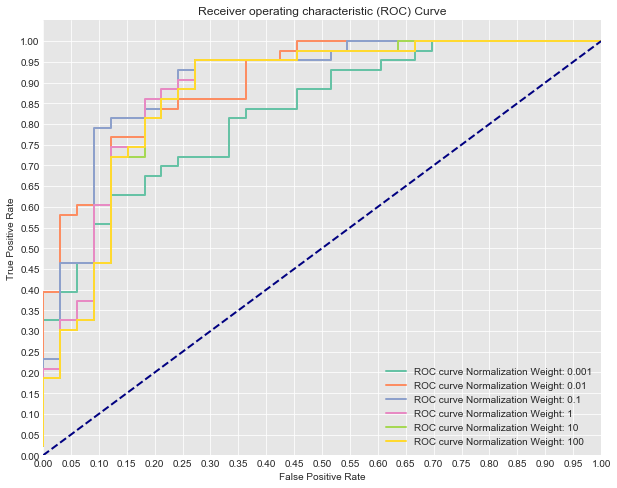 Receiver operating characteristic (ROC) Curve
1.00
0.95
0.90
0.85
0.80
0.75
0.70
0.65
0.60
0.55
0.50
0.45
0.40
0.35
0.30
0.25
0.20
0.15
0.10
0.05
0.00
True Positive Rate
ROC curve Normalization Weight: 0.001
ROC curve Normalization Weight: 0.01
ROC curve Normalization Weight: 0.1
ROC curve Normalization Weight: 1
ROC curve Normalization Weight: 10
ROC curve Normalization Weight: 100
0.00 0.05 0.10 0.15 0.20 0.25 0.30 0.35 0.40 0.45 0.50 0.55 0.60 0.65 0.70 0.75 0.80 0.85 0.90 0.95 1.00
False Positive Rate